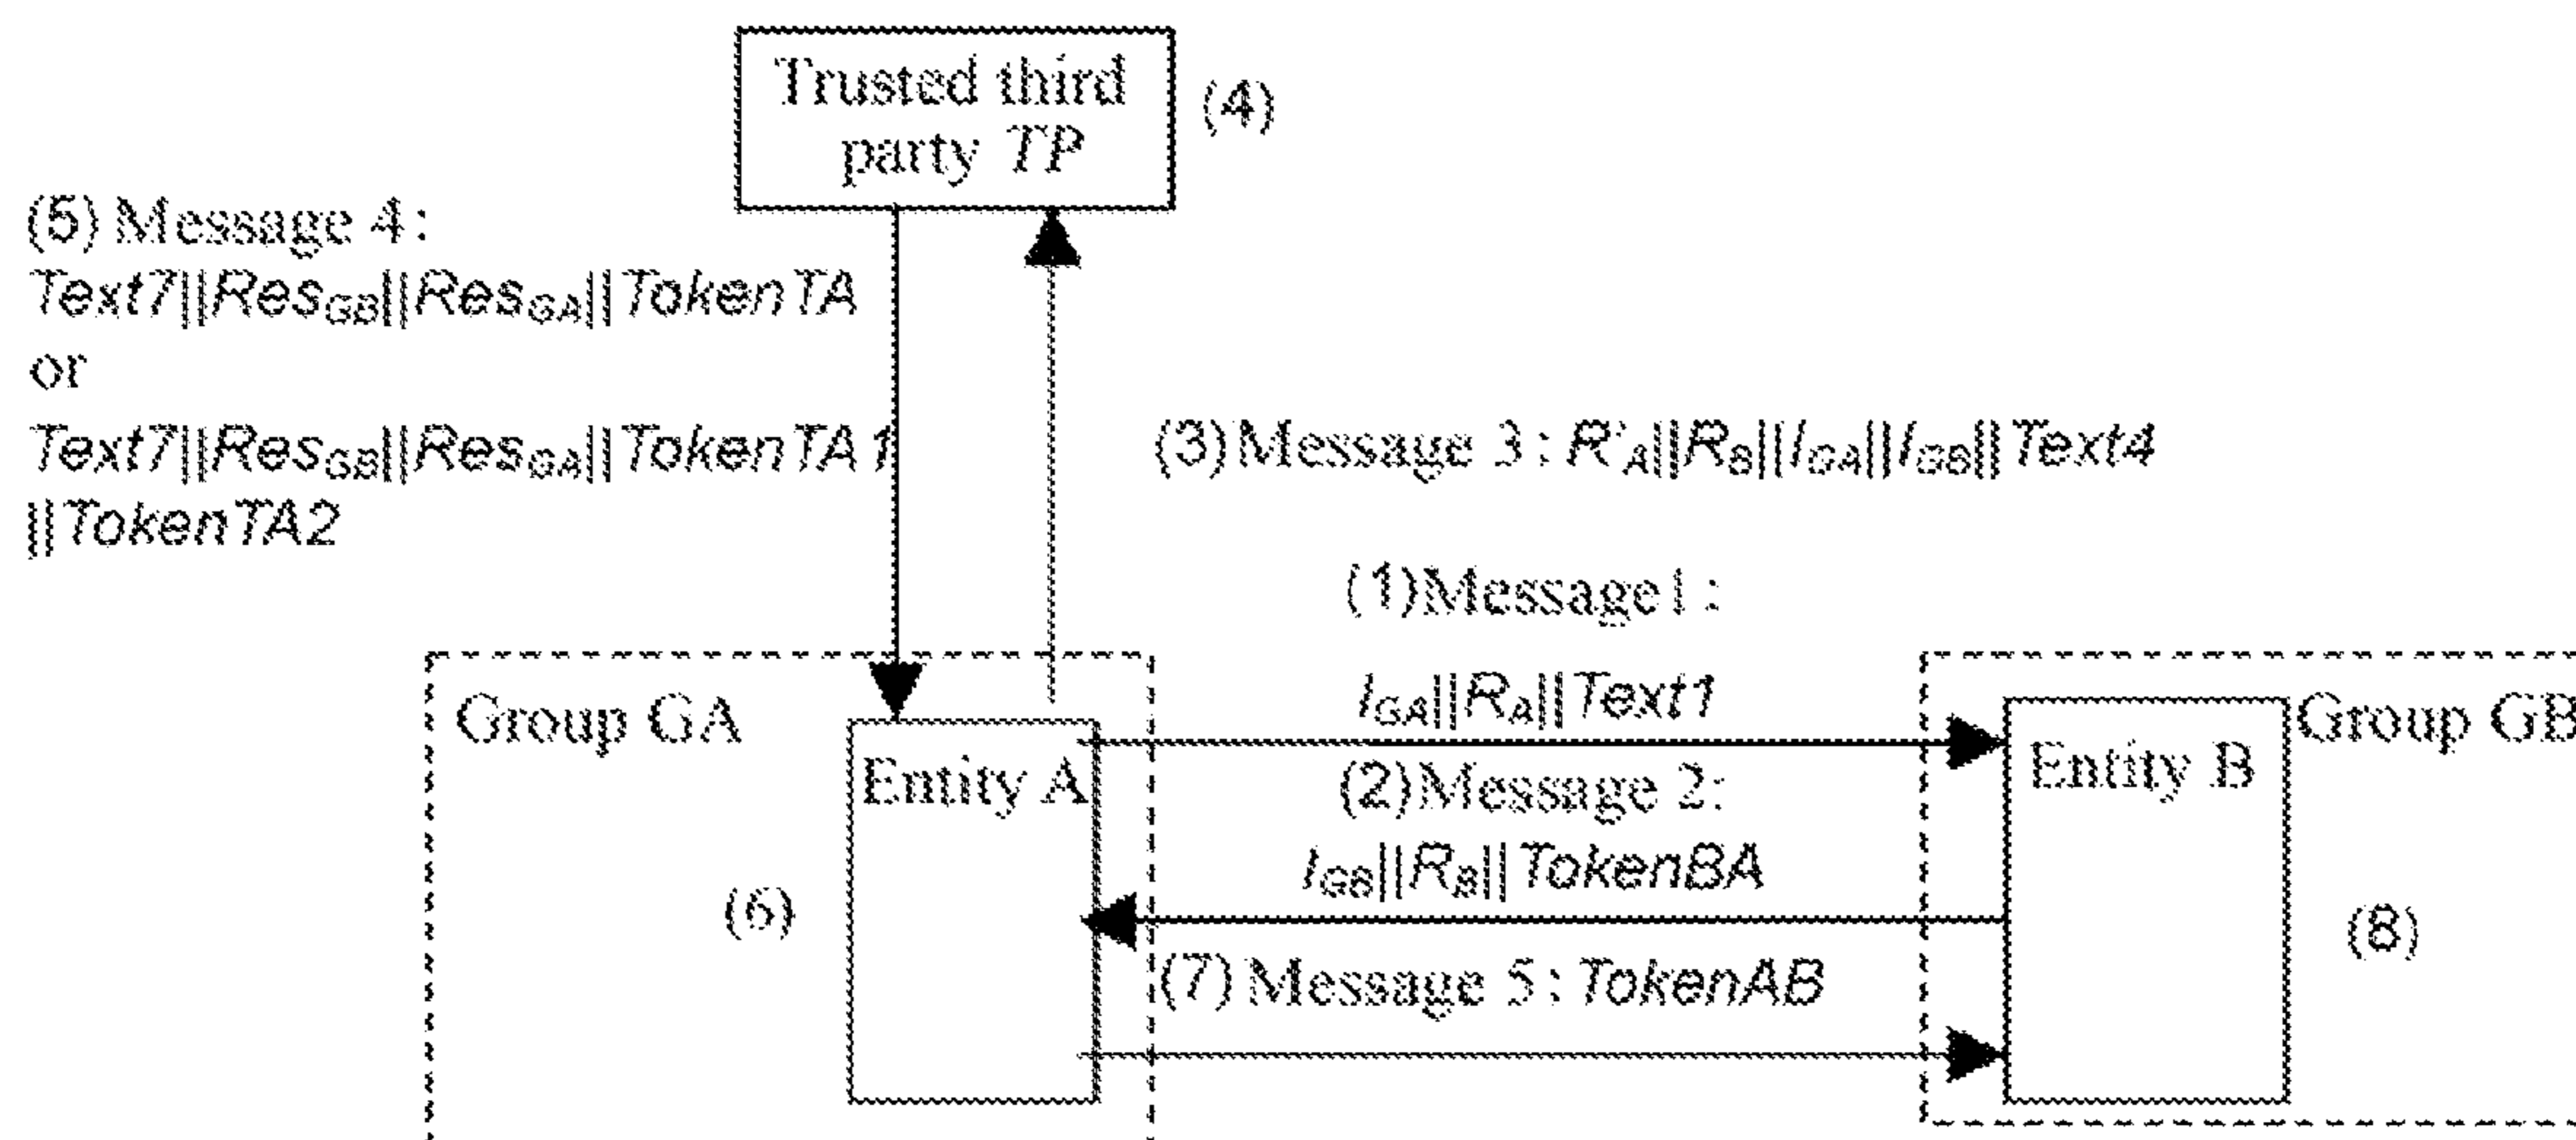 Trusted third
party TP
(4)
(5) Message 4:
Text7||ResGB||ResGA||TokenTA
or
Text7||ResGB||ResGA||TokenTA1
||TokenTA2
(3)Message 3: R'A||RB||IGA||IGB||Text4
(1)Message1:
IGA||RA||Text1
Group GA
Entity A
Group GB
Entity B
(2)Message 2:
IGB||RB||TokenBA
(6)
(8)
(7) Message 5: TokenAB